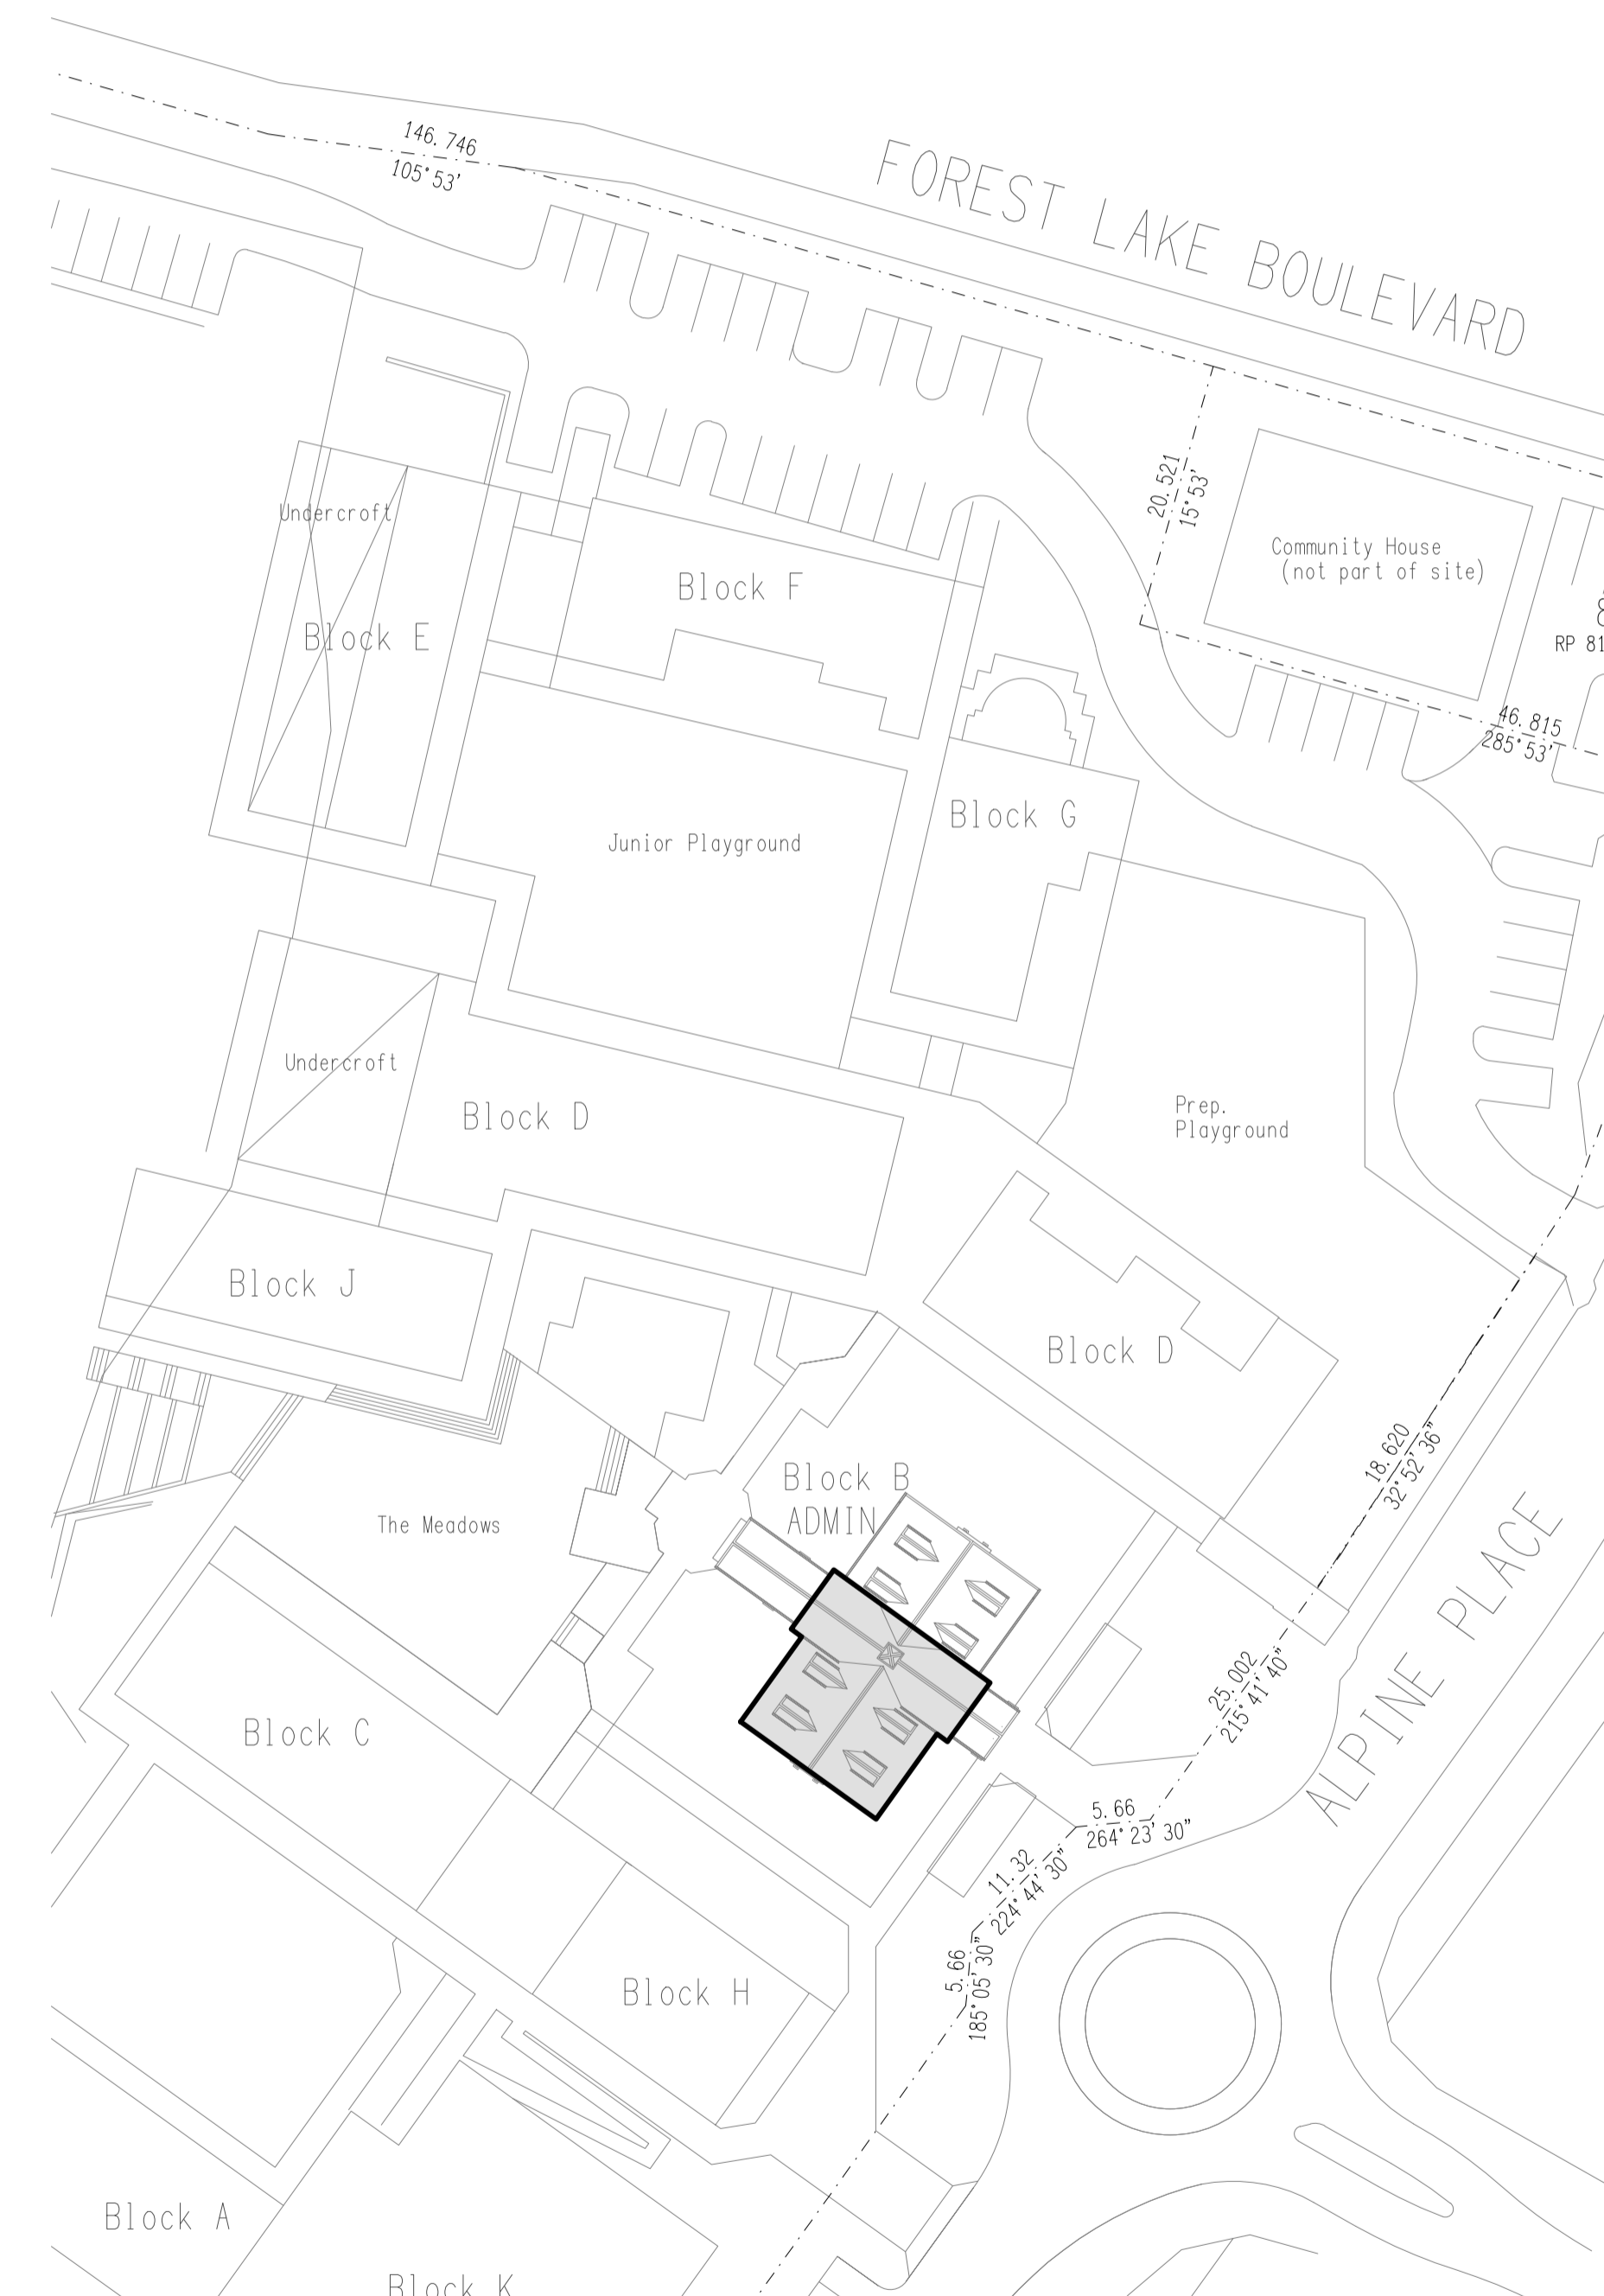 146.746
105°53'
FOREST LAKE BOULEVARD
20.521
15°53'
Undercroft
Community House
(not part of site)
Block F
Block E
RP 81
46.815
285°53'
Block G
Junior Playground
Undercroft
Block D
Prep.
Playground
Block J
Block D
18.620
32°52'36"
Block B
ADMIN
The Meadows
ALPINE PLACE
25.002
215°41'40"
Block C
5.66
264°23'30"
11.32
224°44'30"
5.66
185°05'30"
Block H
Block A
Block K